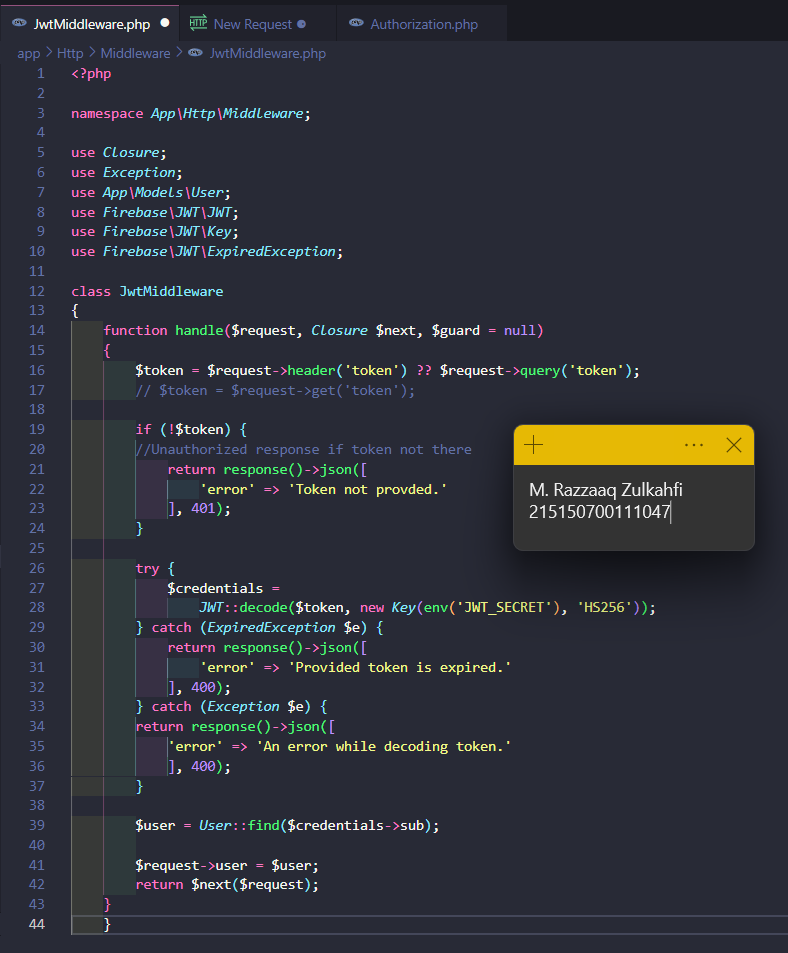 JwtMiddleware.php
HTTP New Request
Authorization.php
app > Http > Middleware > JwtMiddleware.php
1 <?php
2
3 namespace App\Http\Middleware;
4
5 use Closure;
6 use Exception;
7 use App\Models\User;
8 use Firebase\JWT\JWT;
9 use Firebase\JWT\Key;
10 use Firebase\JWT\ExpiredException;
11
12 class JwtMiddleware
13 {
14     function handle($request, Closure $next, $guard = null)
15     {
16         $token = $request->header('token') ?? $request->query('token');
17         // $token = $request->get('token');
18
19         if (!$token) {
20         //Unauthorized response if token not there
21             return response()->json([
22                 'error' => 'Token not provded.'
23             ], 401);
24         }
25
26         try {
27             $credentials =
28                 JWT::decode($token, new Key(env('JWT_SECRET'), 'HS256'));
29         } catch (ExpiredException $e) {
30             return response()->json([
31                 'error' => 'Provided token is expired.'
32             ], 400);
33         } catch (Exception $e) {
34         return response()->json([
35             'error' => 'An error while decoding token.'
36             ], 400);
37         }
38
39         $user = User::find($credentials->sub);
40
41         $request->user = $user;
42         return $next($request);
43     }
44     }
M. Razzaaq Zulkahfi
215150700111047